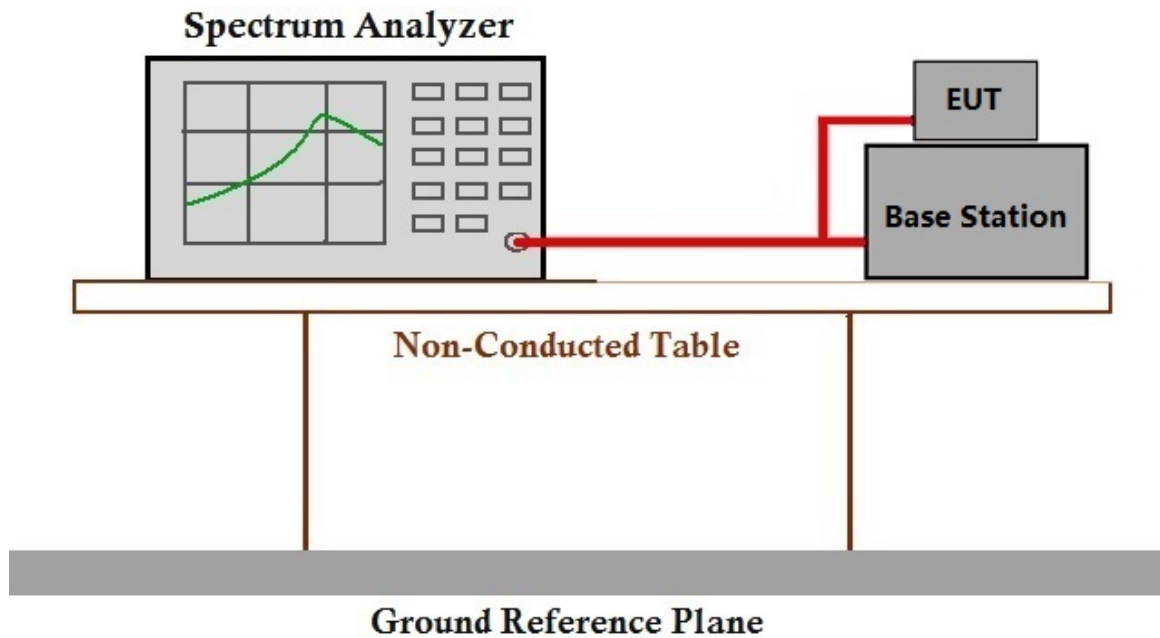 Spectrum Analyzer
EUT
Base Station
Non-Conducted Table
Ground Reference Plane